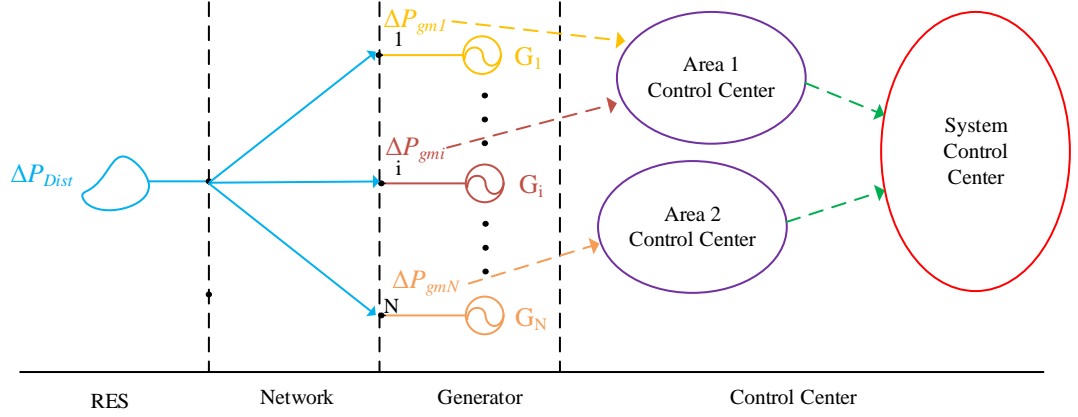 ΔP_gm1
1
G_1
Area 1
Control Center
System
Control
Center
ΔP_gmi
i
G_i
ΔP_Dist
Area 2
Control Center
ΔP_gmN
N
G_N
RES
Network
Generator
Control Center